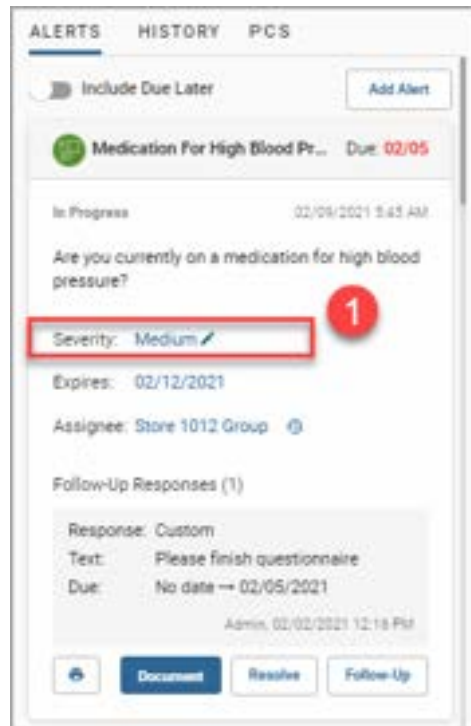 ALERTS HISTORY PCS
Include Due Later Add Alert
Medication For High Blood Pr... Due: 02/05
In Progress 02/09/2021 5:45 AM
Are you currently on a medication for high blood
pressure?
1
Severity: Medium
Expires: 02/12/2021
Assignee: Store 1012 Group
Follow-Up Responses (1)
Response: Custom
Text: Please finish questionnaire
Due: No date → 02/05/2021
Admin, 02/02/2021 12:16 PM
Document Resolve Follow-Up